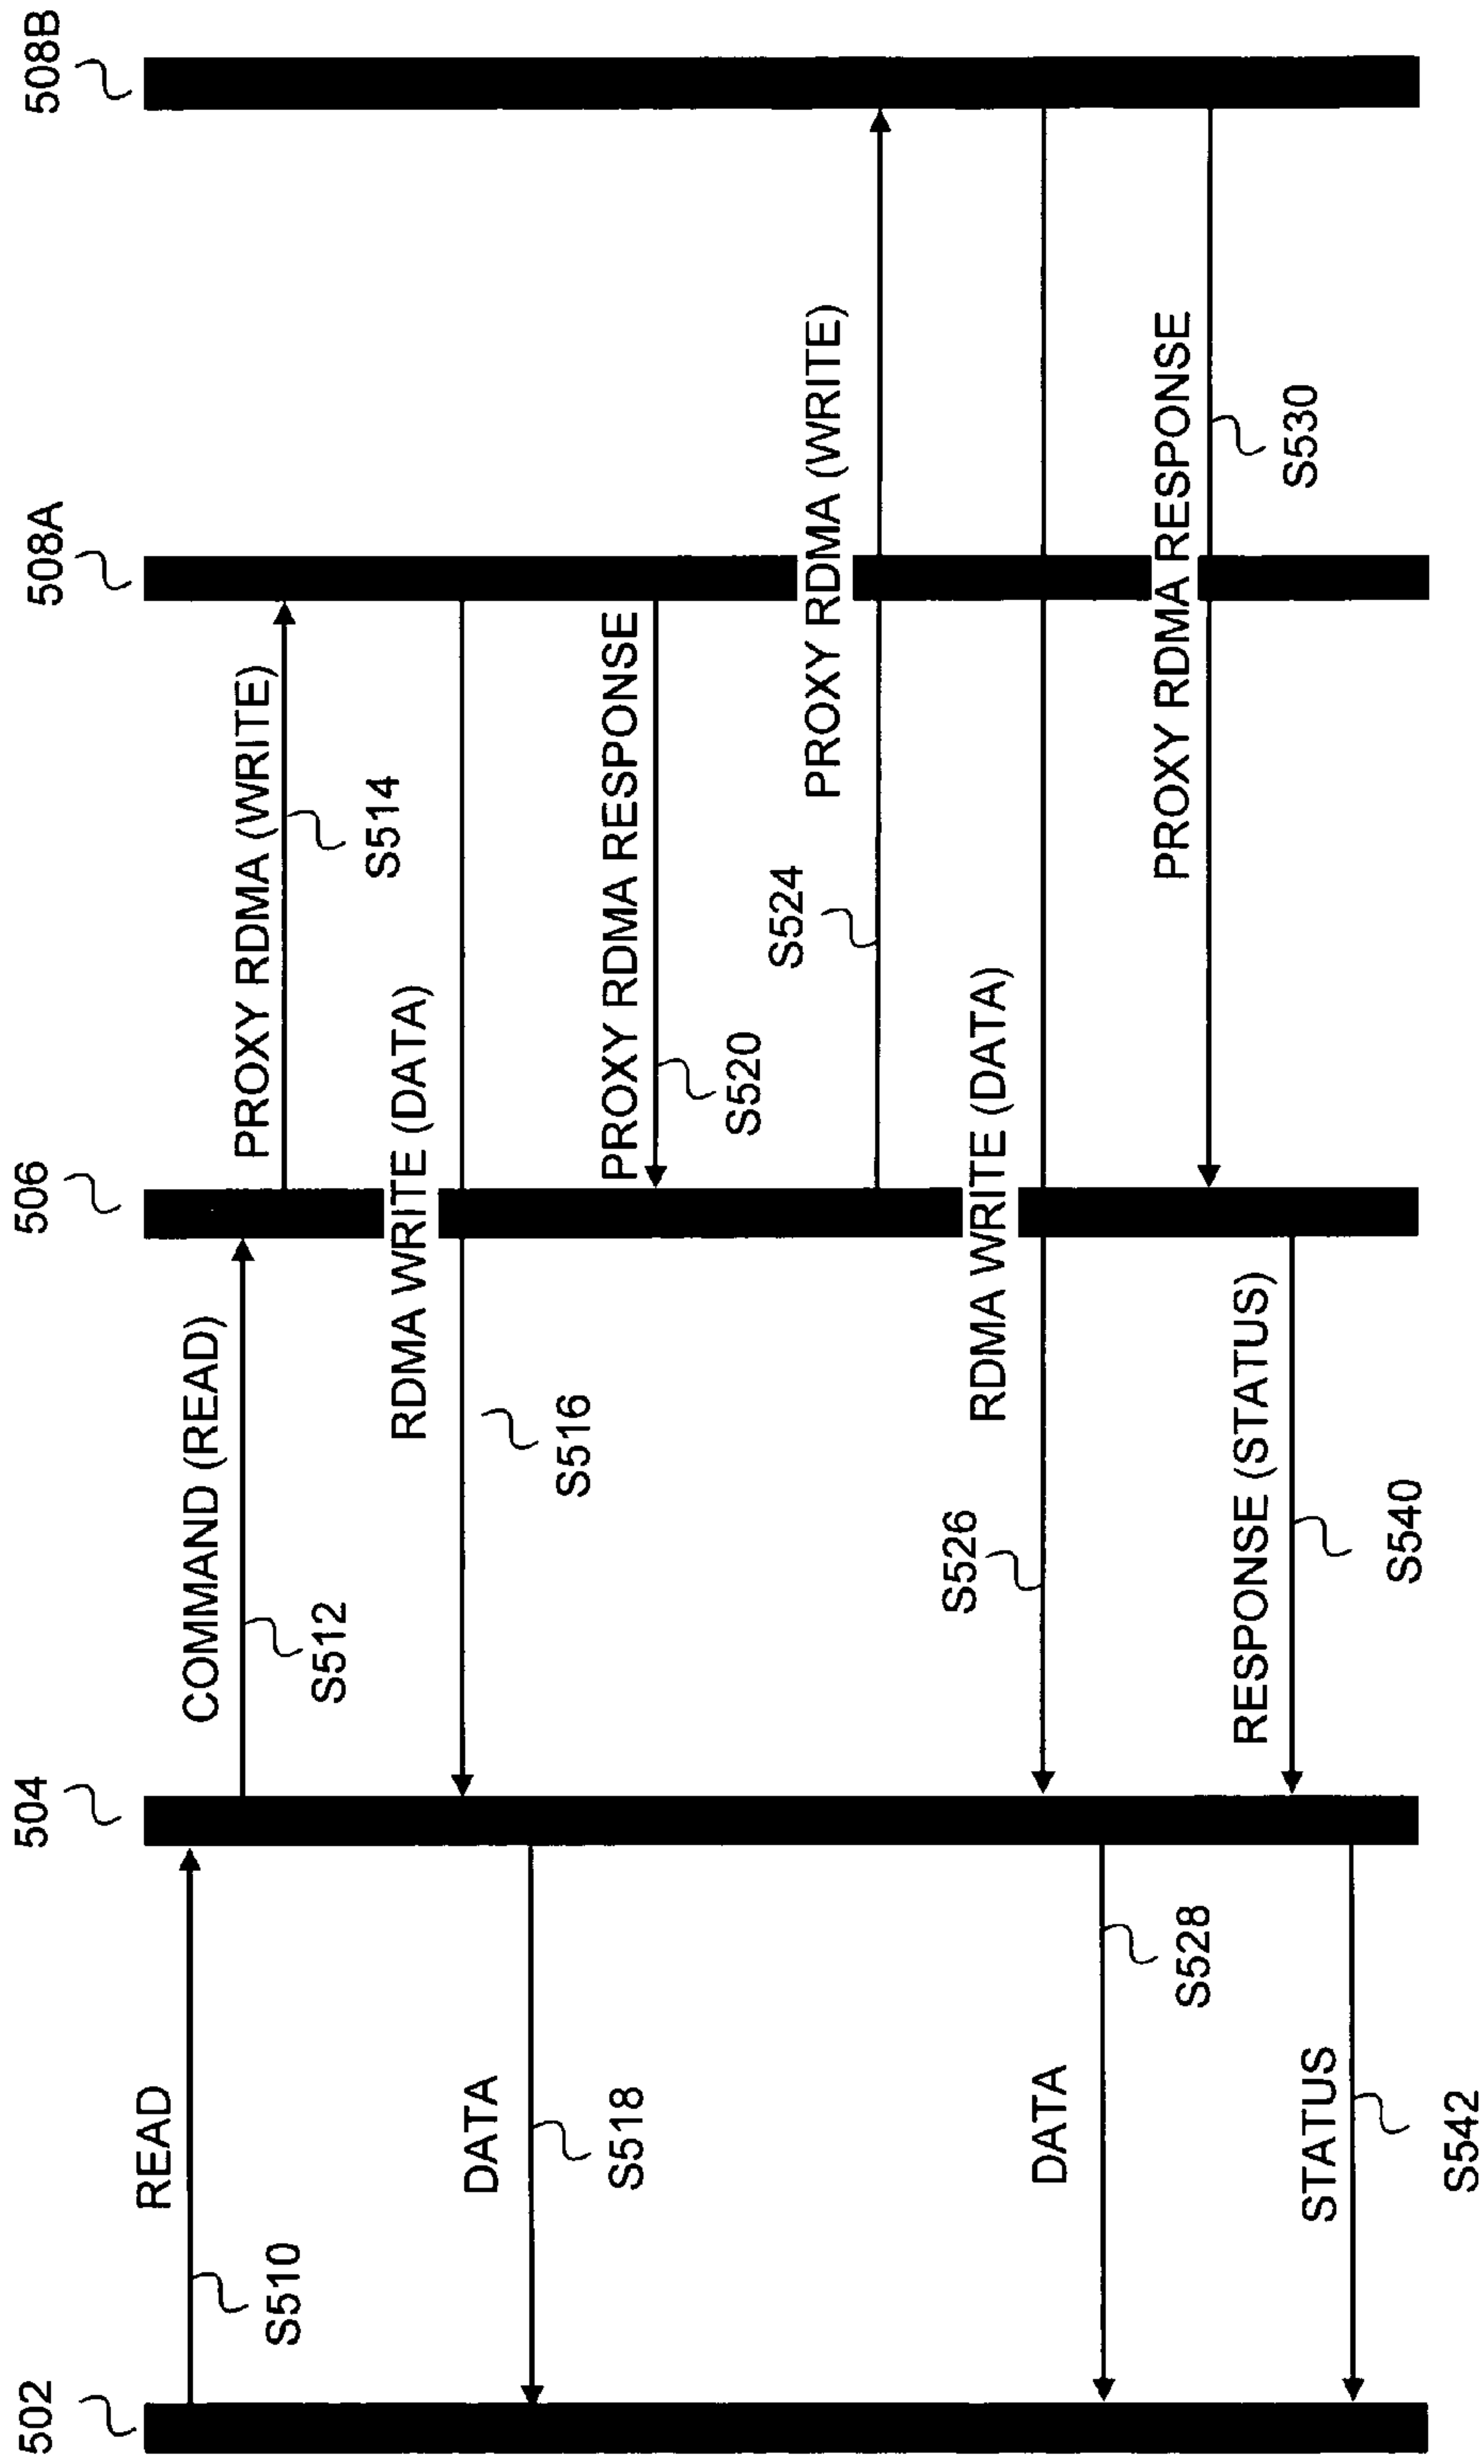 502
504
506
508A
508B
READ
S510
COMMAND (READ)
S512
PROXY RDMA (WRITE)
S514
RDMA WRITE (DATA)
S516
DATA
S518
PROXY RDMA RESPONSE
S520
PROXY RDMA (WRITE)
S524
RDMA WRITE (DATA)
S526
DATA
S528
PROXY RDMA RESPONSE
S530
RESPONSE (STATUS)
S540
STATUS
S542